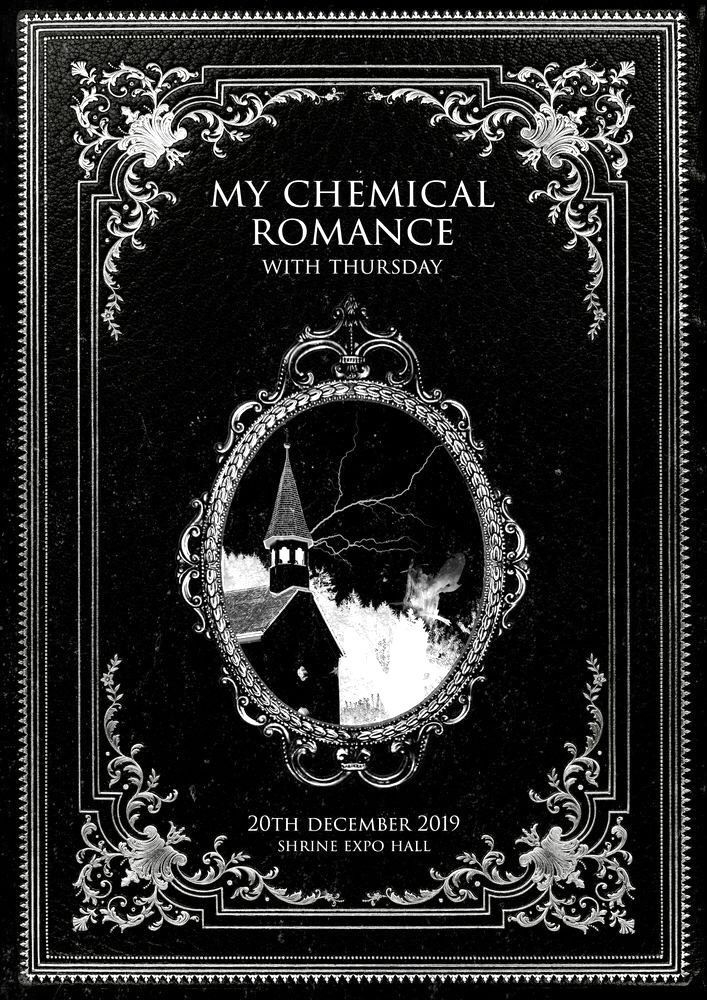 MY CHEMICAL
ROMANCE
WITH THURSDAY
20TH DECEMBER 2019
SHRINE EXPO HALL